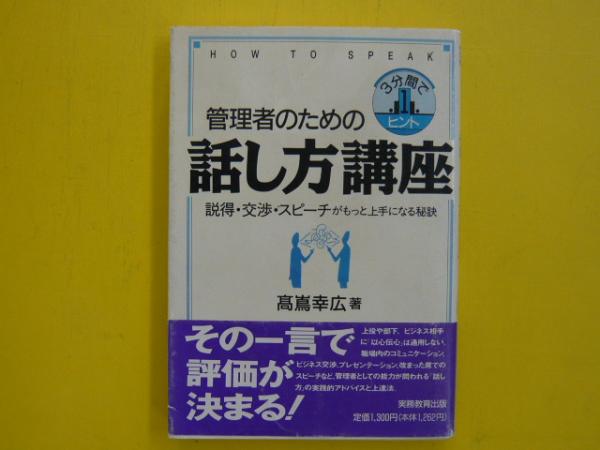 HOW TO SPEAK
3分間で
1
ヒント
管理者のための
話し方講座
説得・交渉・スピーチがもっと上手になる秘訣
髙嶌幸広著
その一言で
評価が
決まる!
上役や部下、ビジネス相手
に「以心伝心」は通用しない。
職場内のコミュニケーション、
ビジネス交渉、プレゼンテーション、改まった席での
スピーチなど、管理者としての能力が問われる「話し
方」の実践的アドバイスと上達法。
実務教育出版
定価1,300円(本体1,262円)